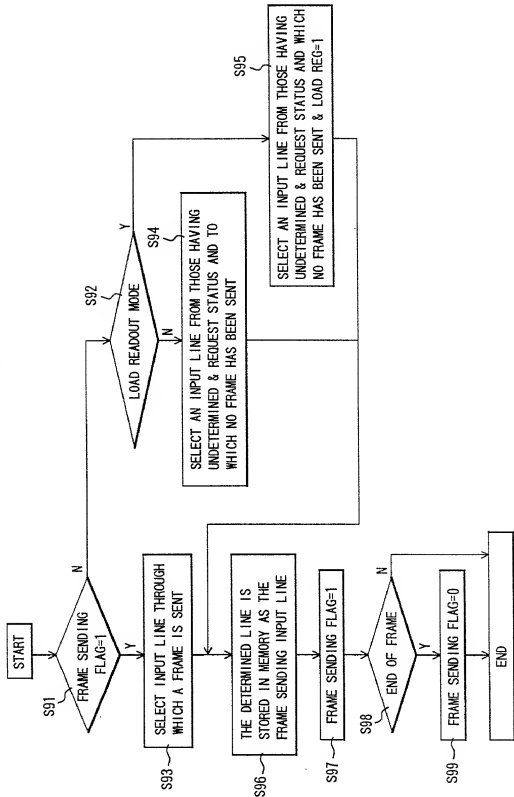 START
S91
FRAME SENDING
FLAG=1
N
Y
S92
LOAD READOUT MODE
Y
N
S93
SELECT INPUT LINE THROUGH
WHICH A FRAME IS SENT
S94
SELECT AN INPUT LINE FROM THOSE HAVING
UNDETERMINED & REQUEST STATUS AND TO
WHICH NO FRAME HAS BEEN SENT
S95
SELECT AN INPUT LINE FROM THOSE HAVING
UNDETERMINED & REQUEST STATUS AND WHICH
NO FRAME HAS BEEN SENT & LOAD REG=1
S96
THE DETERMINED LINE IS
STORED IN MEMORY AS THE
FRAME SENDING INPUT LINE
S97
FRAME SENDING FLAG=1
S98
END OF FRAME
N
Y
S99
FRAME SENDING FLAG=0
END